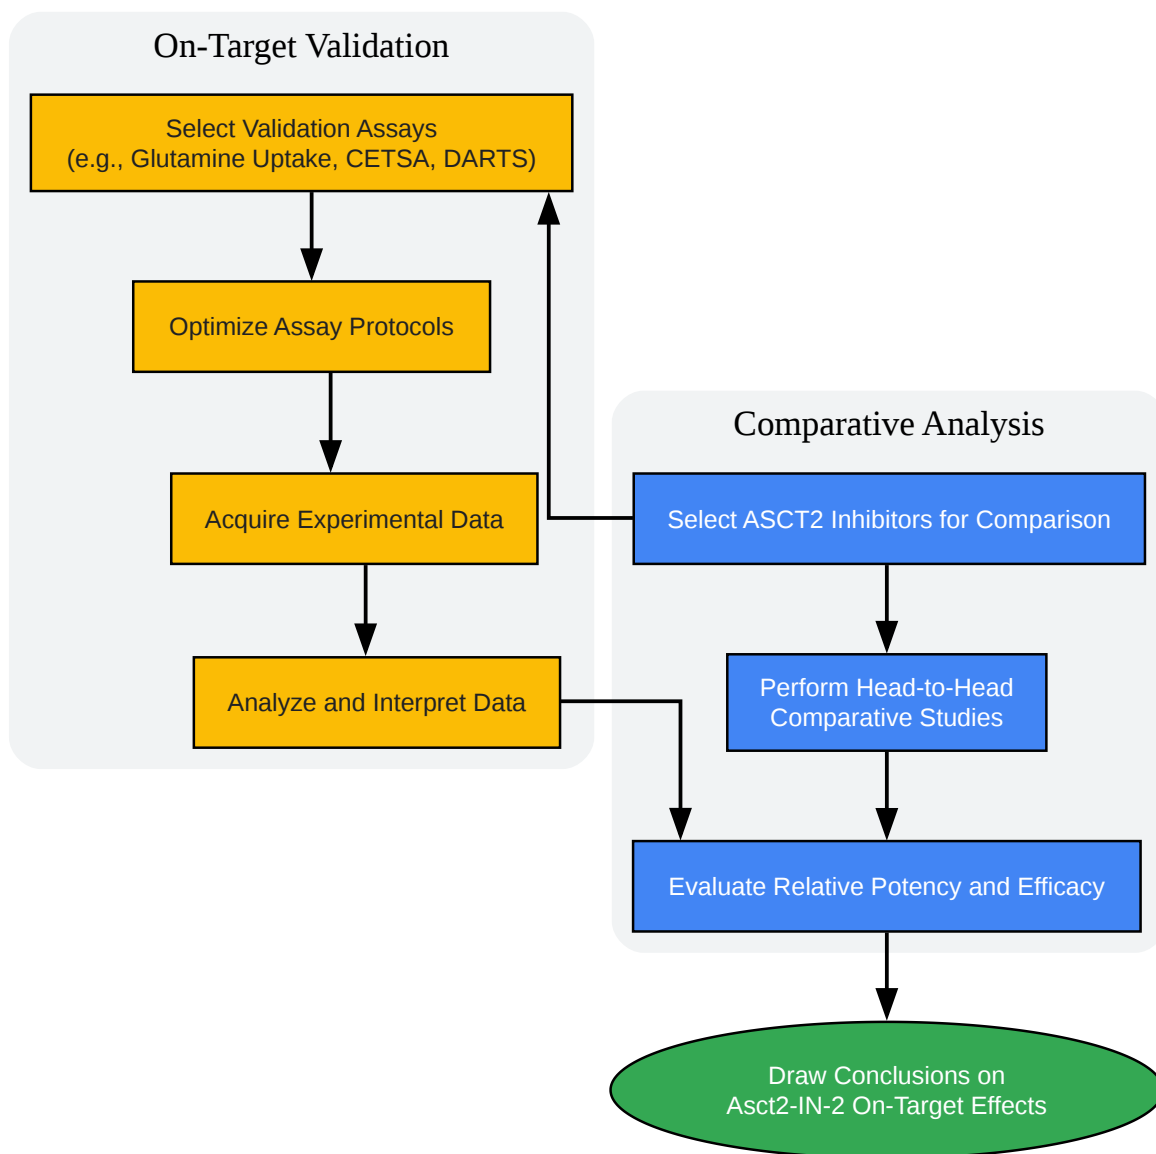 On-Target Validation
Select Validation Assays
(e.g., Glutamine Uptake, CETSA, DARTS)
Optimize Assay Protocols
Acquire Experimental Data
Analyze and Interpret Data
Comparative Analysis
Select ASCT2 Inhibitors for Comparison
Perform Head-to-Head
Comparative Studies
Evaluate Relative Potency and Efficacy
Draw Conclusions on
Asct2-IN-2 On-Target Effects